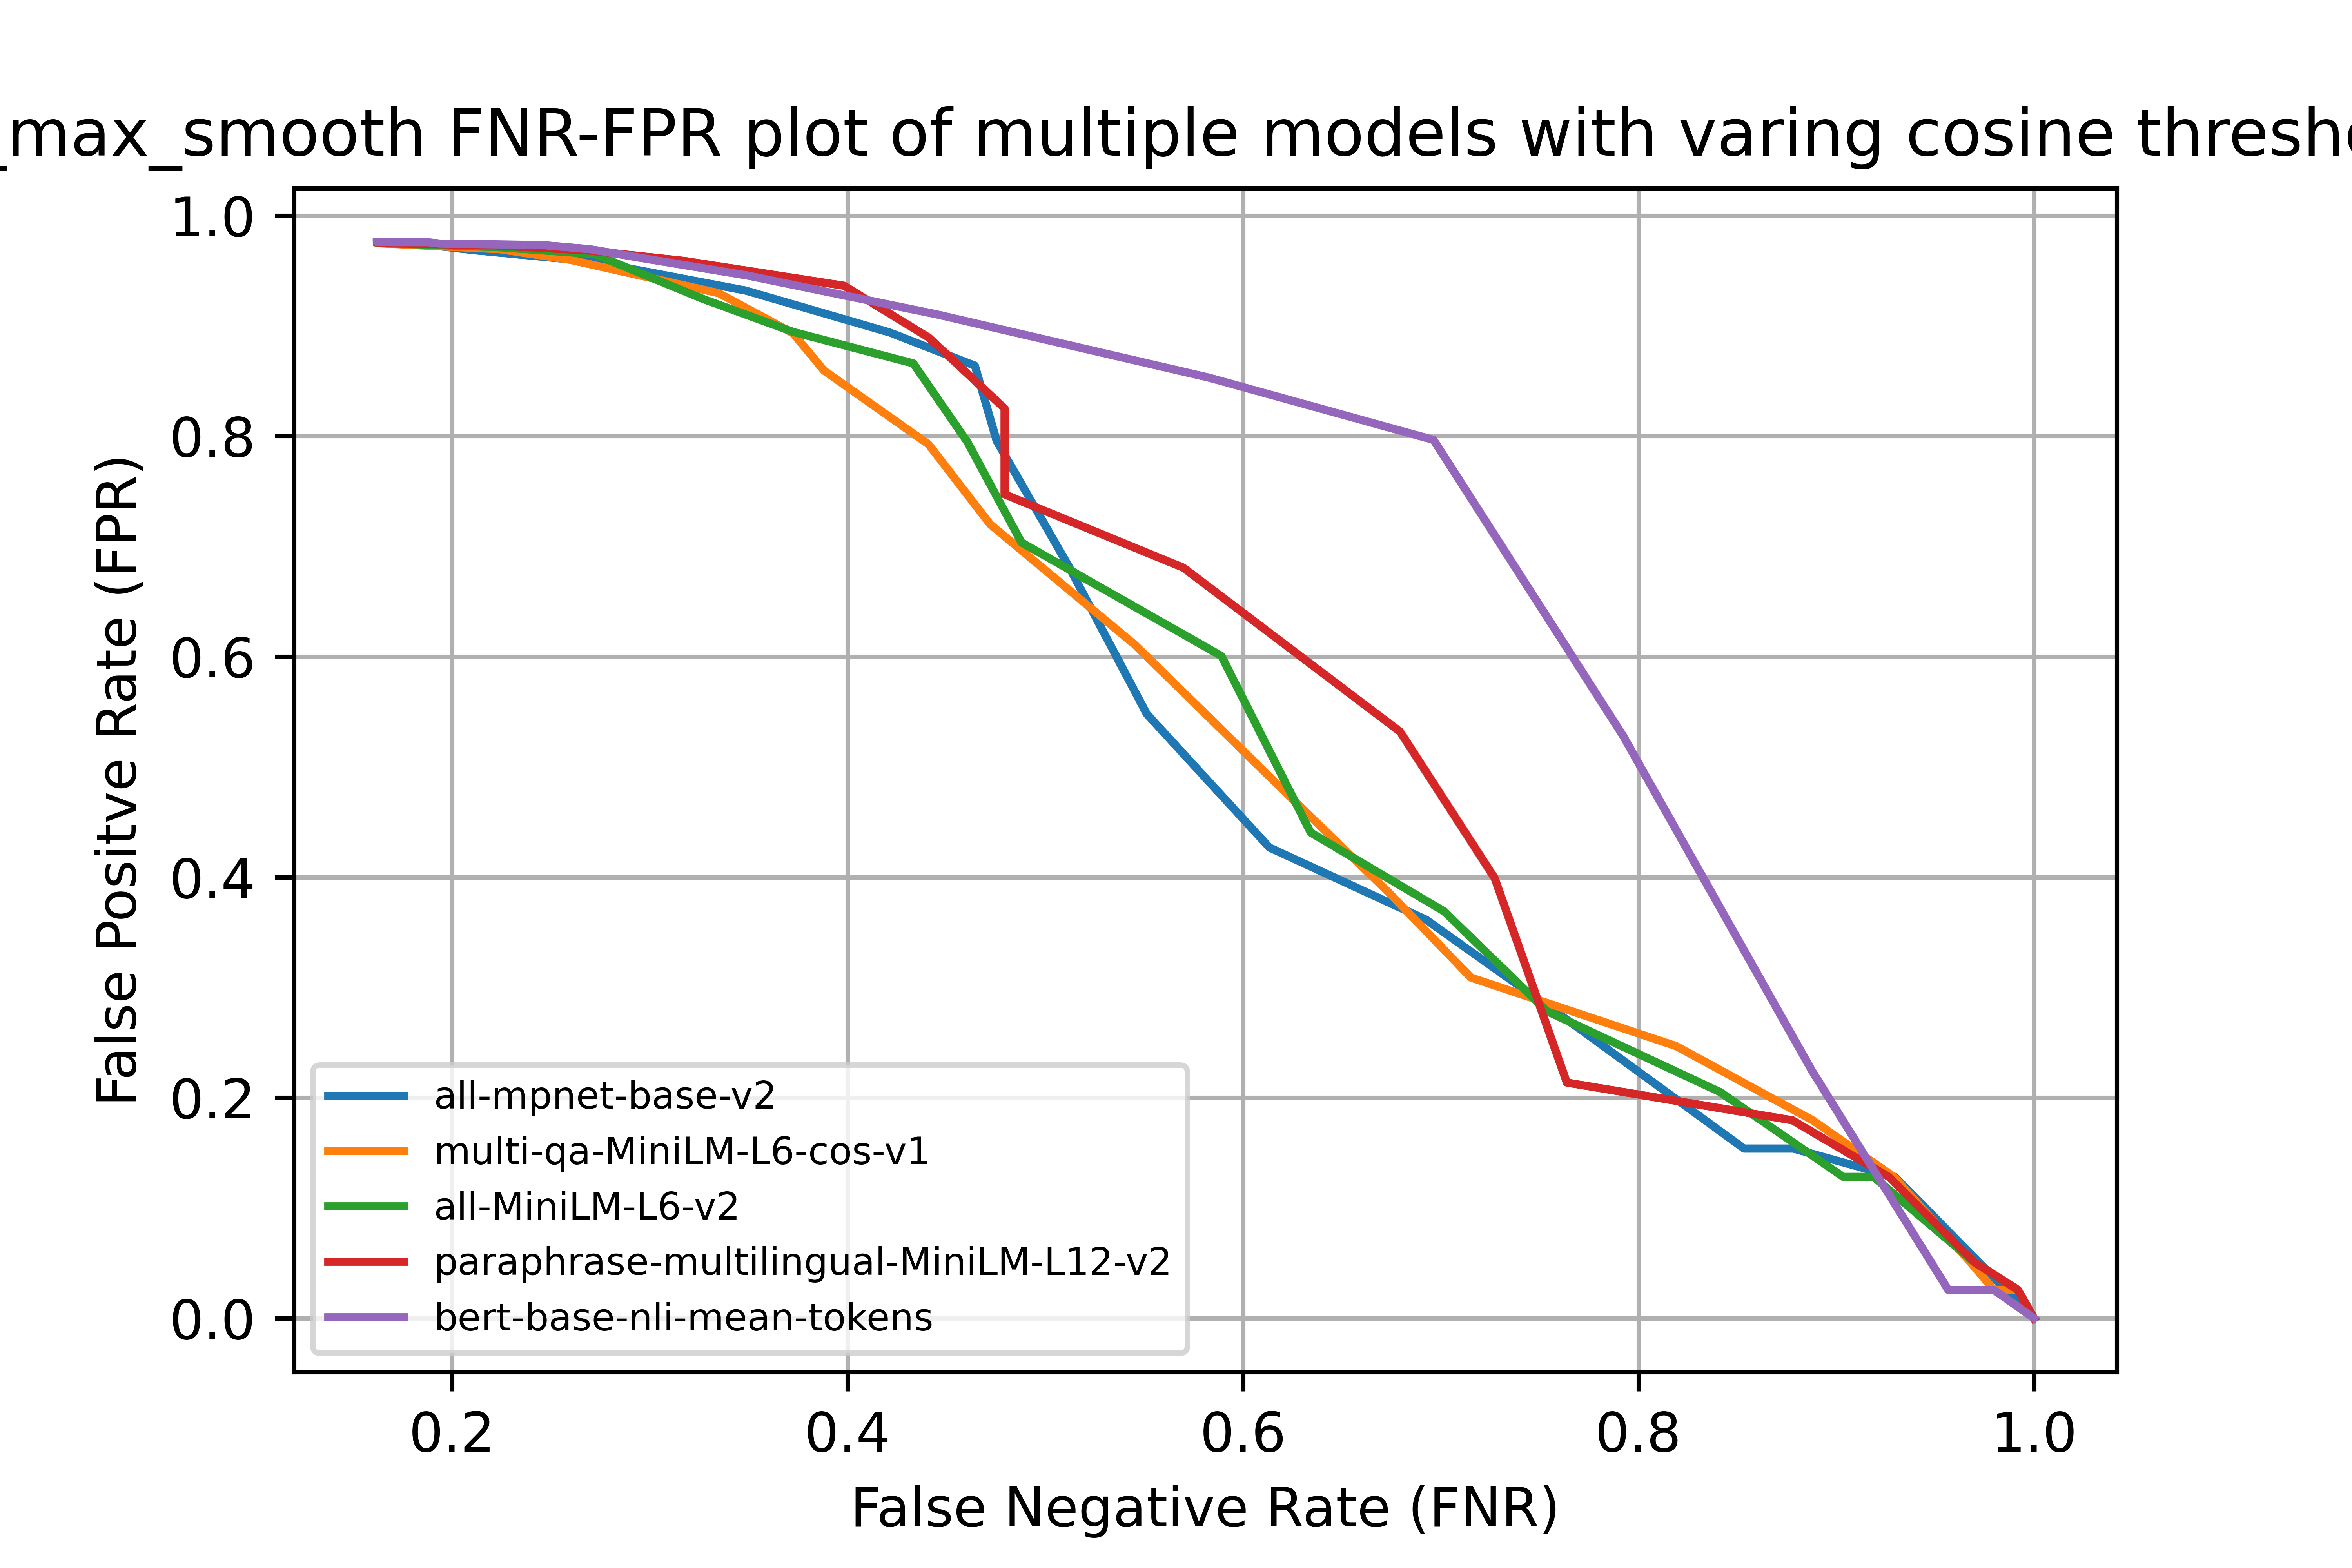 _max_smooth FNR-FPR plot of multiple models with varing cosine
1.0
0.8
0.6
0.4
0.2
0.0
False Positve Rate (FPR)
all-mpnet-base-v2
multi-qa-MiniLM-L6-cos-v1
all-MiniLM-L6-v2
paraphrase-multilingual-MiniLM-L12-v2
bert-base-nli-mean-tokens
0.2 0.4 0.6 0.8 1.0
False Negative Rate (FNR)